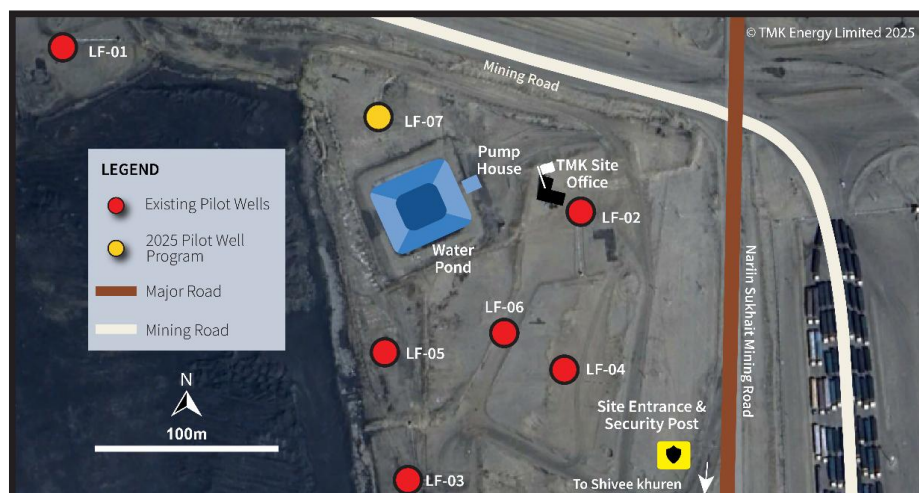 © TMK Energy Limited 2025
LF-01
Mining Road
LF-07
Pump
House
TMK Site
Office
LF-02
LEGEND
Existing Pilot Wells
2025 Pilot Well
Program
Major Road
Mining Road
Water
Pond
Nariin Sukhait Mining Road
LF-06
LF-05
LF-04
N
100m
Site Entrance &
Security Post
LF-03
To Shivee khuren